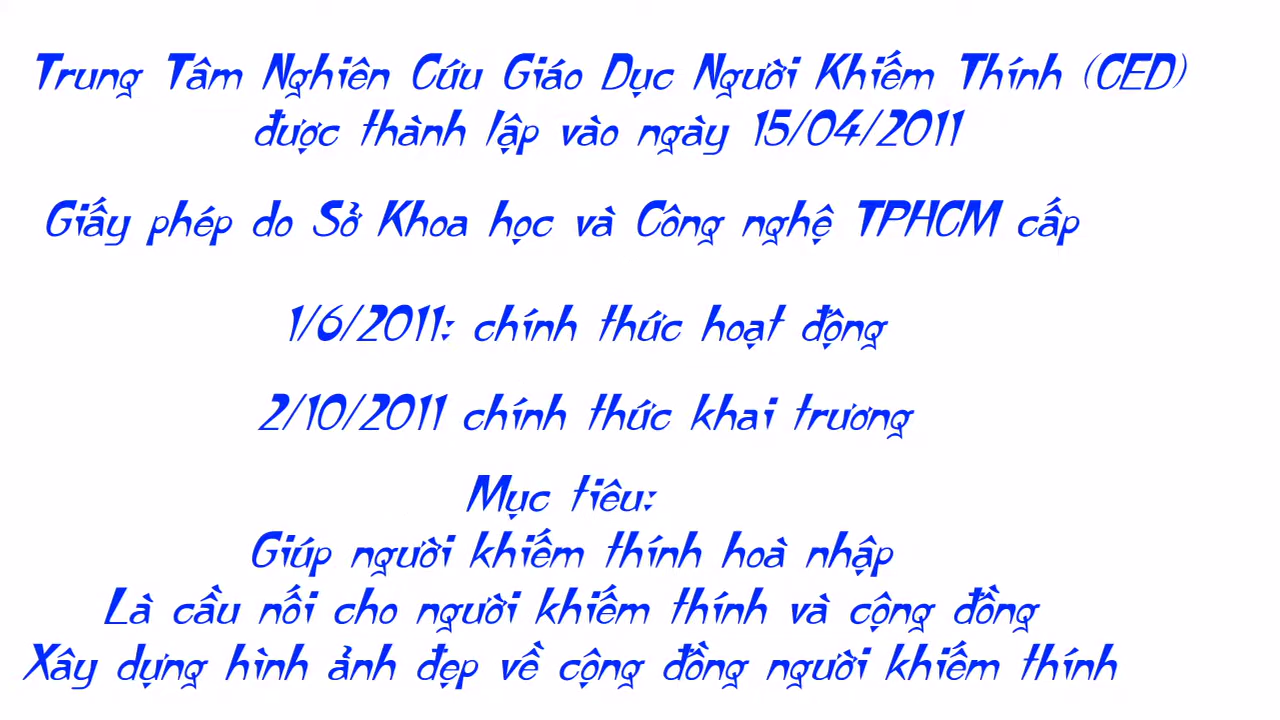 Trung Tâm Nghiên Cứu Giáo Dục Người Khiếm Thính (CED)
được thành lập vào ngày 15/04/2011
Giấy phép do Sở Khoa học và Công nghệ TPHCM cấp
1/6/2011: chính thức hoạt động
2/10/2011 chính thức khai trương
Mục tiêu:
Giúp người khiếm thính hoà nhập
Là cầu nối cho người khiếm thính và cộng đồng
Xây dựng hình ảnh đẹp về cộng đồng người khiếm thính